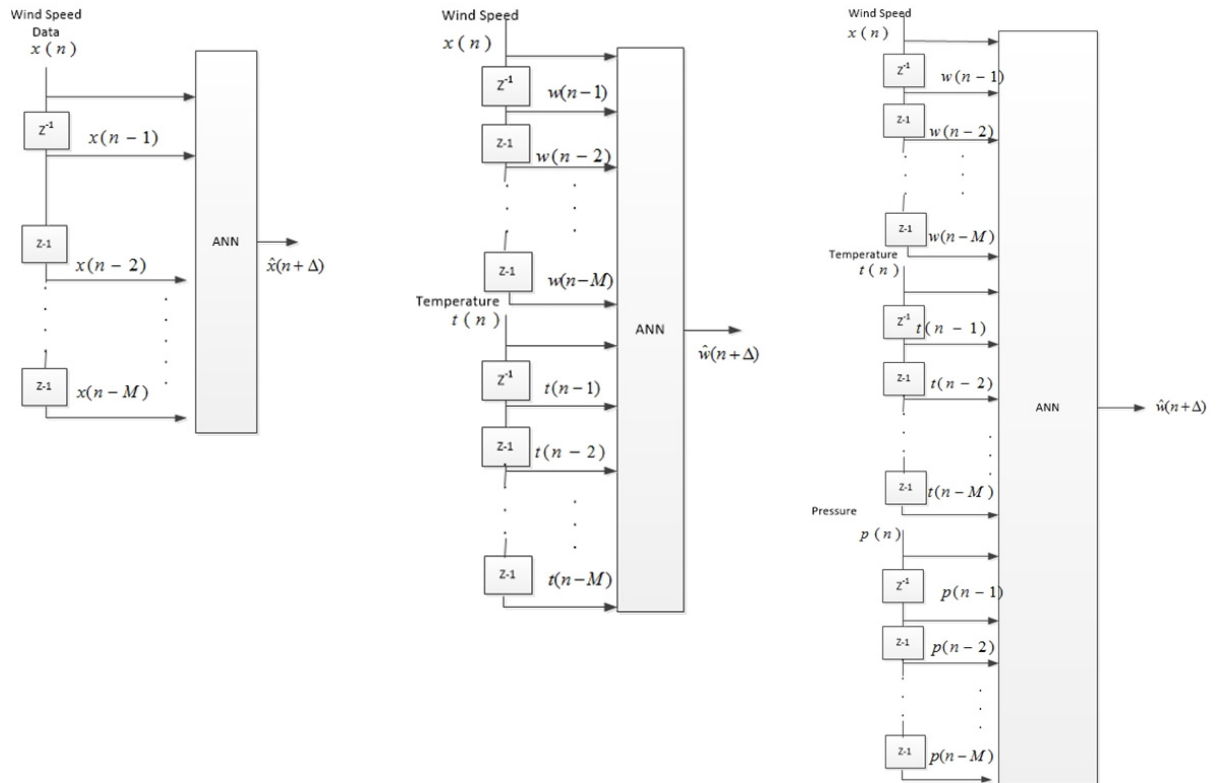 Wind Speed
Data
x(n)
Z⁻¹
x(n − 1)
Z-1
x(n − 2)
Z-1
x(n − M)
ANN
x̂(n + Δ)
Wind Speed
x(n)
Z⁻¹
w(n − 1)
Z-1
w(n − 2)
Z-1
w(n − M)
Temperature
t(n)
Z⁻¹
t(n − 1)
Z-1
t(n − 2)
Z-1
t(n − M)
ANN
ŵ(n + Δ)
Wind Speed
x(n)
Z⁻¹
w(n − 1)
Z-1
w(n − 2)
Z-1
w(n − M)
Temperature
t(n)
Z⁻¹
t(n − 1)
Z-1
t(n − 2)
Z-1
t(n − M)
Pressure
p(n)
Z⁻¹
p(n − 1)
Z-1
p(n − 2)
Z-1
p(n − M)
ANN
ŵ(n + Δ)